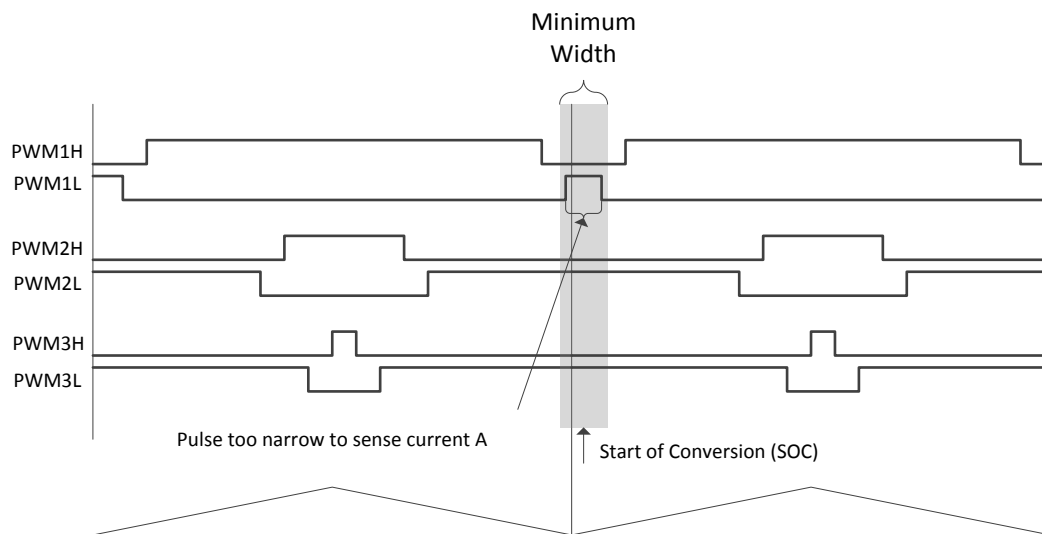 Minimum
Width
PWM1H
PWM1L
PWM2H
PWM2L
PWM3H
PWM3L
Pulse too narrow to sense current A
Start of Conversion (SOC)